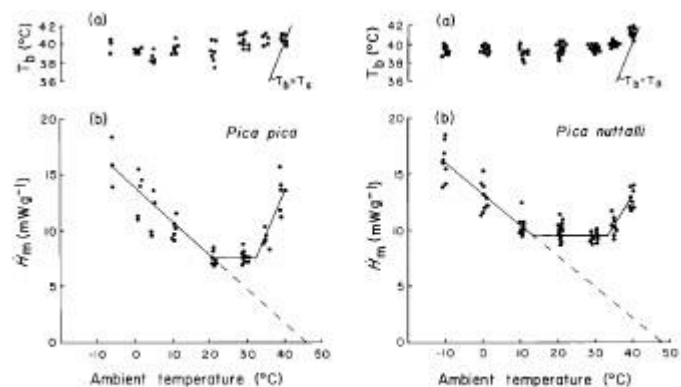 (a)
42
40
38
36
T_b (°C)
T_b=T_a
(b)
Pica pica
20
15
10
5
0
Ḣ_m (mWg⁻¹)
-10 0 10 20 30 40 50
Ambient temperature (°C)
(a)
42
40
38
36
T_b (°C)
T_b=T_a
(b)
Pica nuttalli
20
15
10
5
0
Ḣ_m (mWg⁻¹)
-10 0 10 20 30 40 50
Ambient temperature (°C)